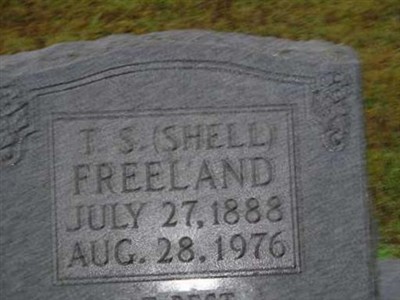 T. S. (SHELL)
FREELAND
JULY 27, 1888
AUG. 28. 1976